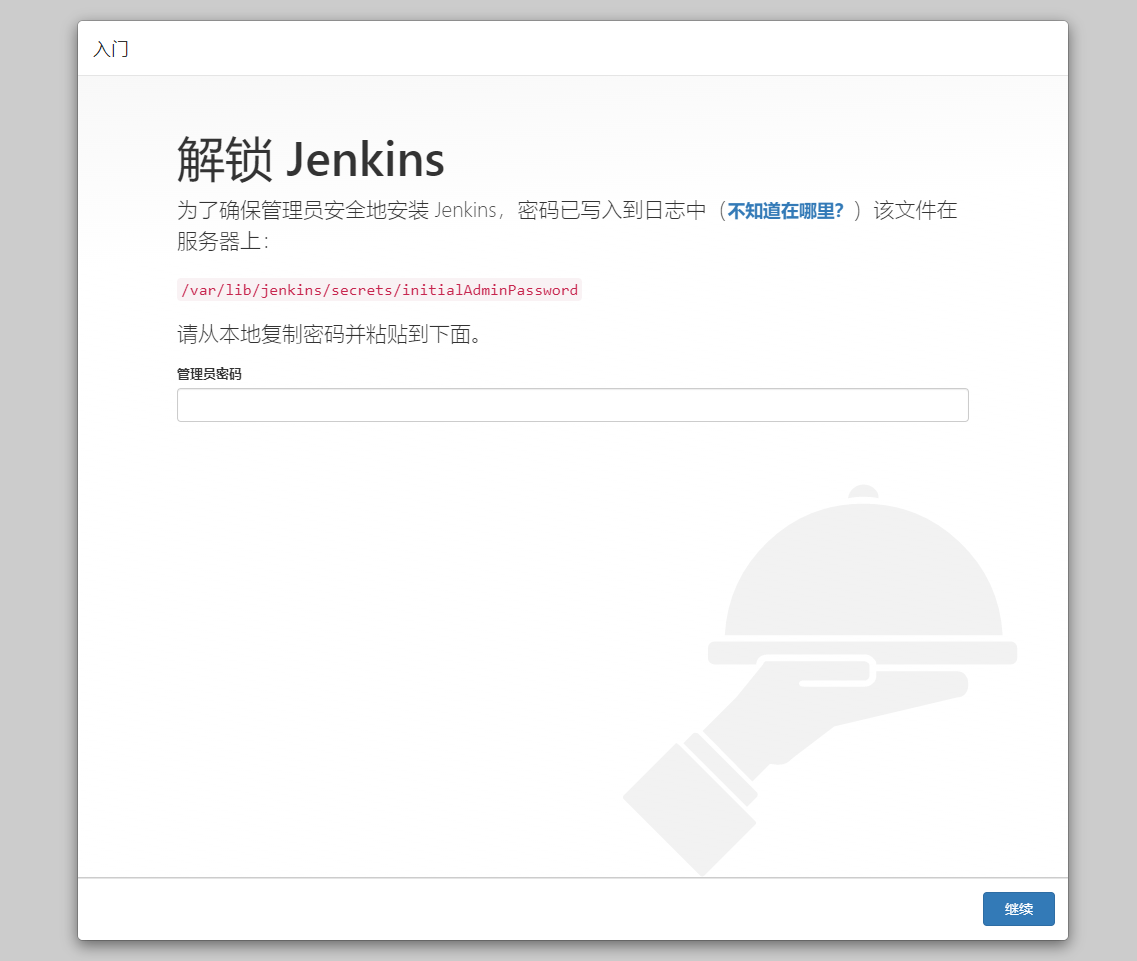 入门
解锁 Jenkins
为了确保管理员安全地安装 Jenkins，密码已写入到日志中（不知道在哪里？）该文件在
服务器上：
/var/lib/jenkins/secrets/initialAdminPassword
请从本地复制密码并粘贴到下面。
管理员密码
继续